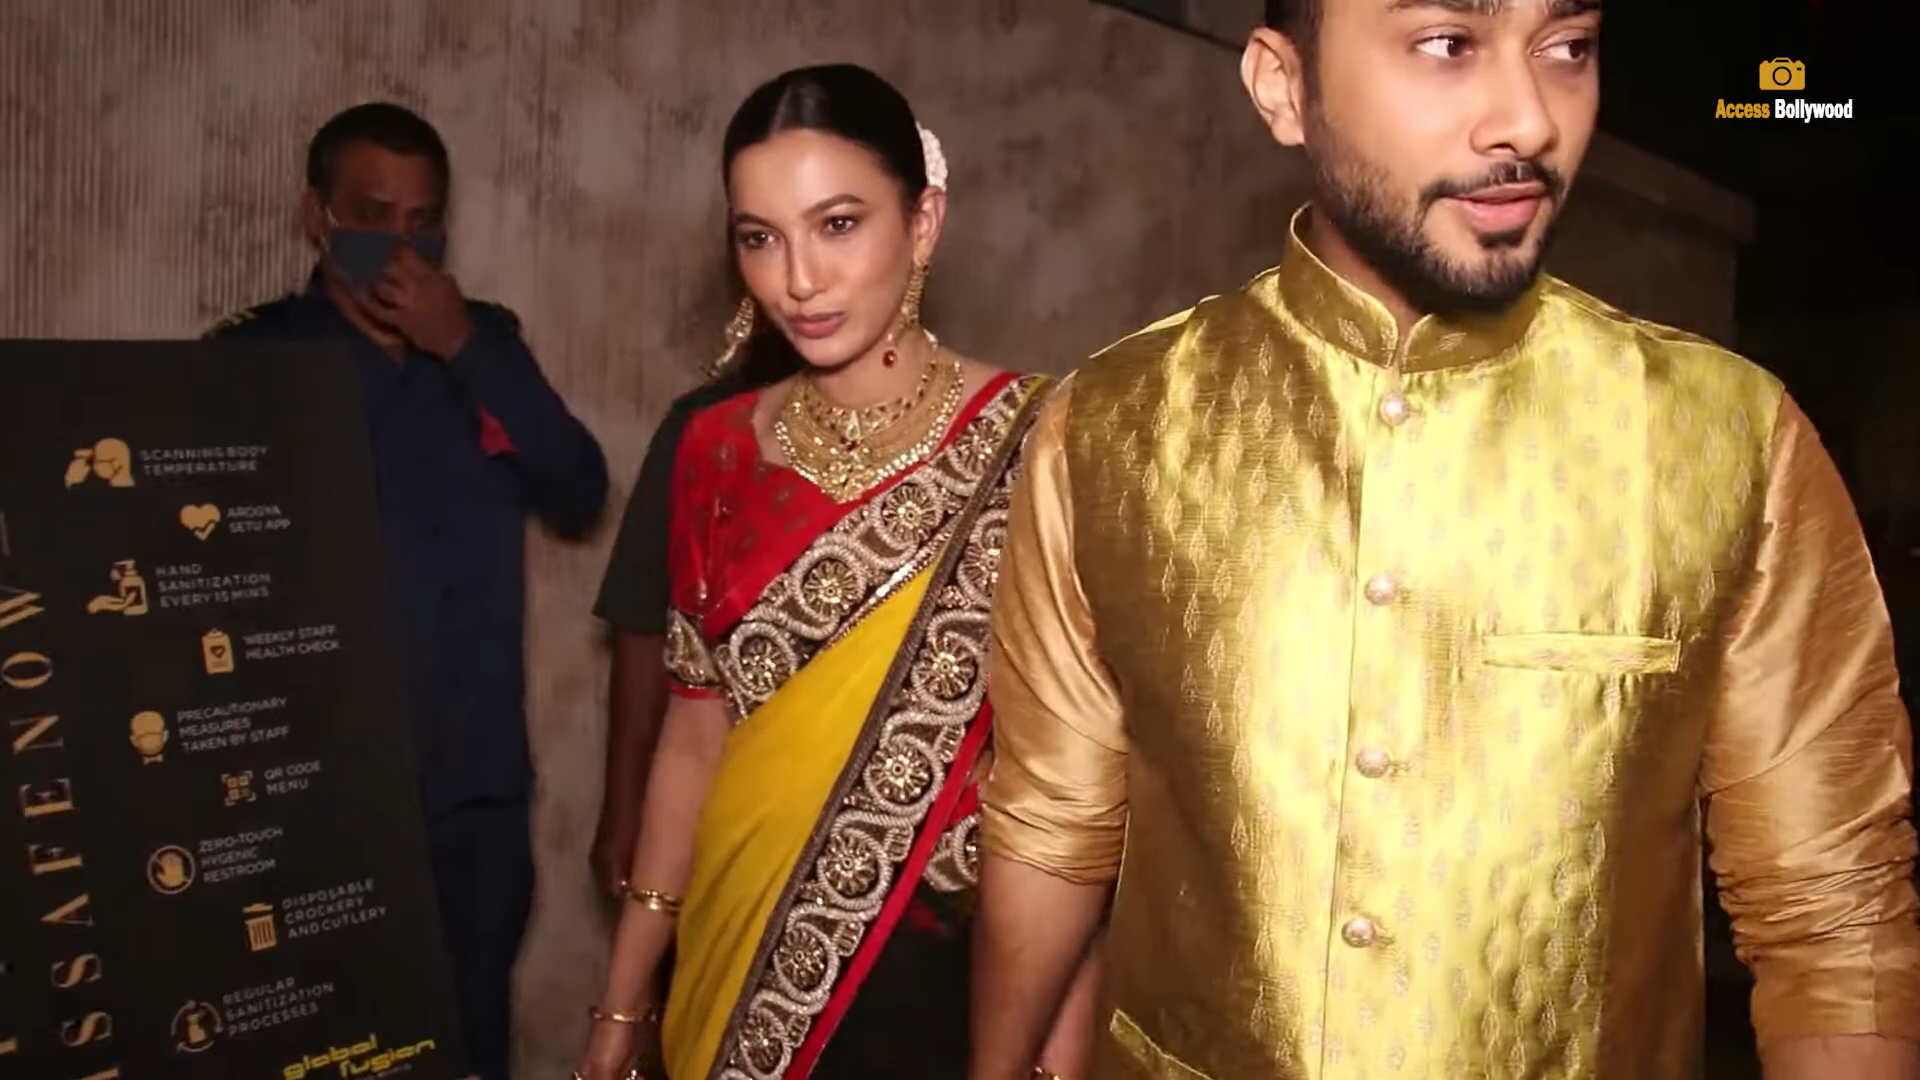 Access Bollywood
SCANNING BODY
TEMPERATURE
AROGYA
SETU APP
HAND
SANITIZATION
EVERY 15 MINS
WEEKLY STAFF
HEALTH CHECK
PRECAUTIONARY
MEASURES
TAKEN BY STAFF
QR CODE
MENU
ZERO-TOUCH
HYGENIC
RESTROOM
DISPOSABLE
CROCKERY
AND CUTLERY
REGULAR
SANITIZATION
PROCESSES
ISSAFENOW
global
fusion